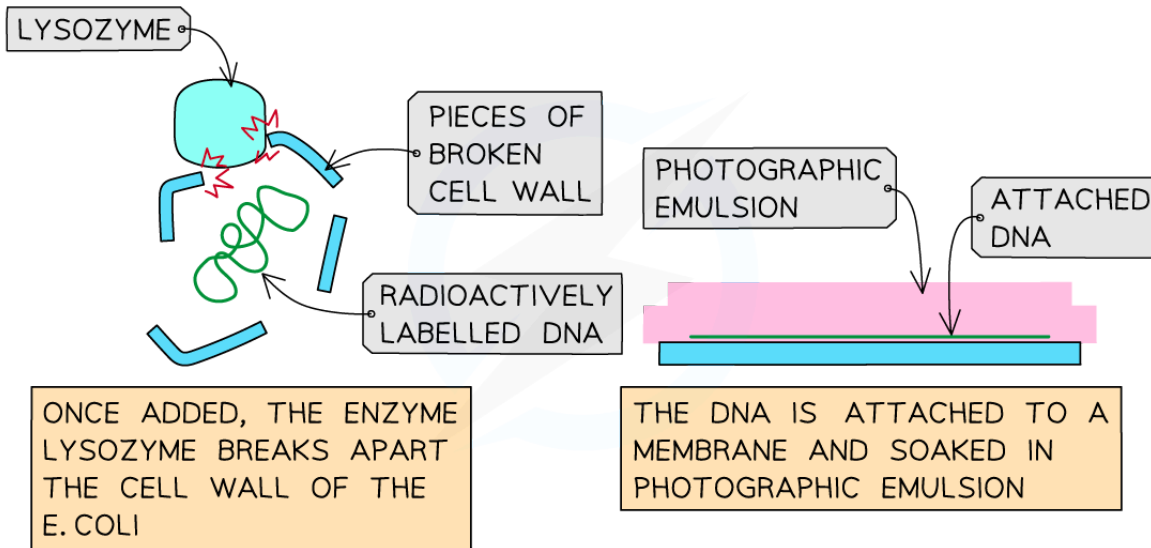 LYSOZYME
PIECES OF
BROKEN
CELL WALL
RADIOACTIVELY
LABELLED DNA
ONCE ADDED, THE ENZYME
LYSOZYME BREAKS APART
THE CELL WALL OF THE
E. COLI
PHOTOGRAPHIC
EMULSION
ATTACHED
DNA
THE DNA IS ATTACHED TO A
MEMBRANE AND SOAKED IN
PHOTOGRAPHIC EMULSION